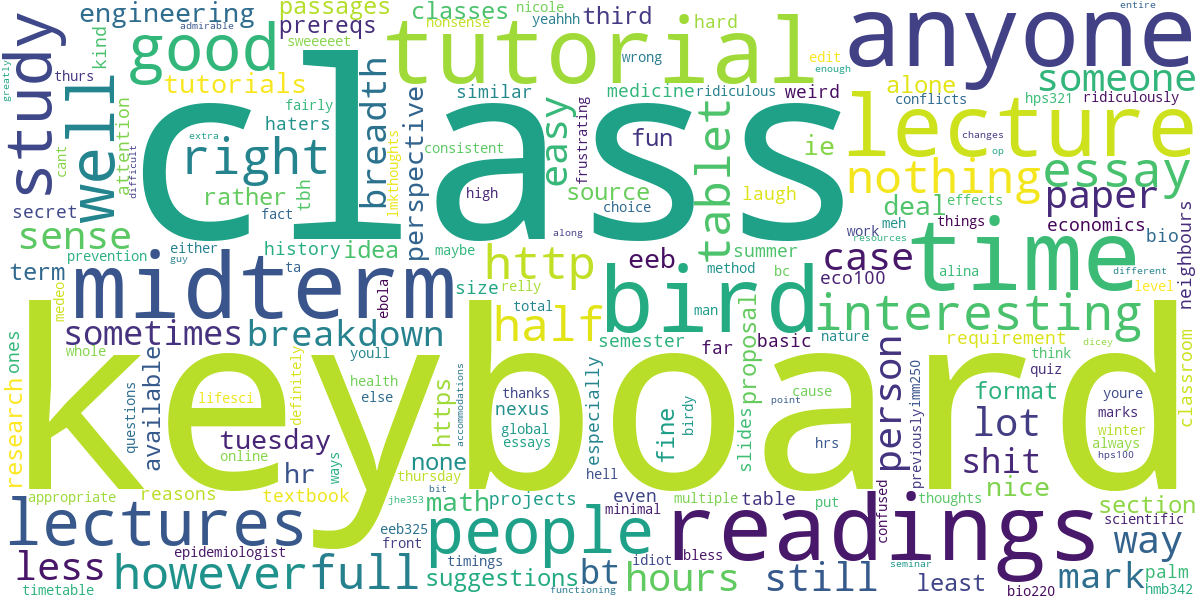 engineering
passages
classes
nicole
yeahhh
third
hard
entire
admirable
nonsense
prereqs
sweeeeet
good
tutorial
anyone
kind
study
well
thurs
greatly
tutorials
wrong
edit
enough
someone
alone
medicine
ridiculous
weird
similar
conflicts
hps321
ridiculously
fairly
haters
attention
cant
difficult
extra
right
class
breadth
lmkthoughts
perspective
consistent
easy
frustrating
fun
tablet
ie
lecture
changes
op
nothing
essay
rather
tbh
high
source
laugh
paper
secret
fact
choice
deal
effects
things
economics
sense
along
work
meh
bio
neighbours
prevention
either
guy
history
idea
maybe
summer
resources
term
ta
http
eeb
method
bc
case
eco100
alina
time
different
level
medeo
midterm
ebola
size
relly
total
bird
man
interesting
sometimes
breakdown
half
semester
far
basic
nature
requirement
dicey
ones
whole
youll
proposal
person
think
quiz
classroom
research
questions
available
definitely
health
else
https
accommodations
thanks
nexus
global
essays
especially
fine
birdy
cause
point
previouslyimm250
format
youre
marks
winter
always
hps100
lifesci
keyboard
tuesday
online
ways
none
slides
hrs
lot
shit
hr
thursday
hell
nice
appropriate
reasons
textbook
jhe353
bit
math
projects
even
minimal
multiple
table
put
confused
thoughts
section
scientific
lectures
eeb325
front
people
readings
way
less
epidemiologist
timings
idiot
bless
seminar
however
full
suggestions
functioning
bt
hours
still
least
bio220
mark
palm
hmb342
timetable